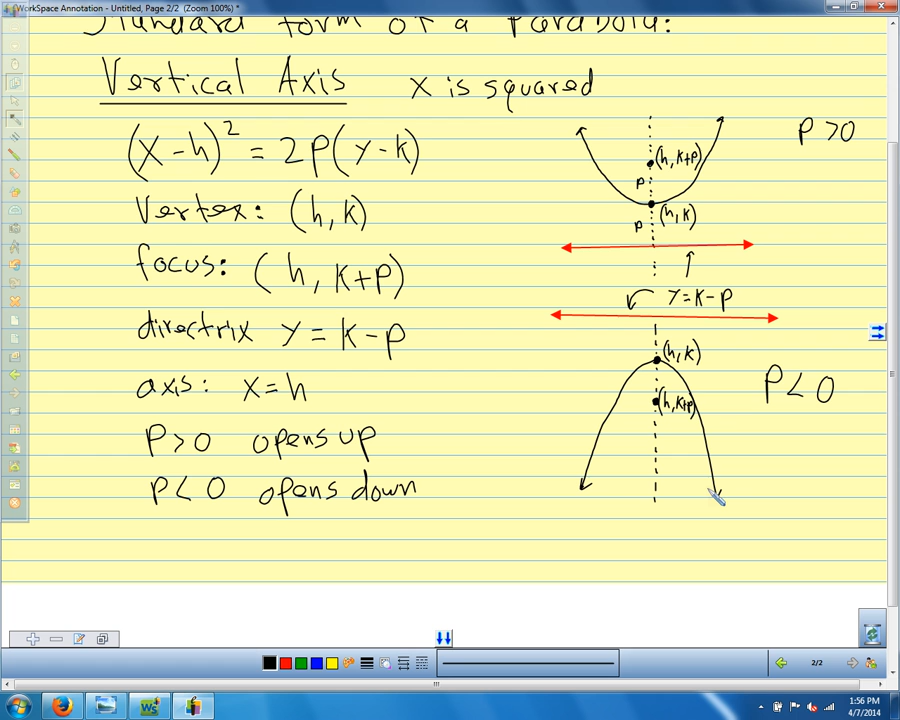 WorkSpace Annotation - Untitled, Page 2/2 (Zoom 100%) *
Standard form of a Parabola:
Vertical Axis x is squared
(x-h)² = 2p(y-k)
Vertex: (h, k)
focus: (h, k+p)
directrix y = k-p
axis: x = h
P>0 opens up
P<0 opens down
P>0
(h, k+p)
P
(h, k)
P
y = k-p
(h, k)
P<0
(h, k+p)
2/2
1:56 PM
4/7/2014